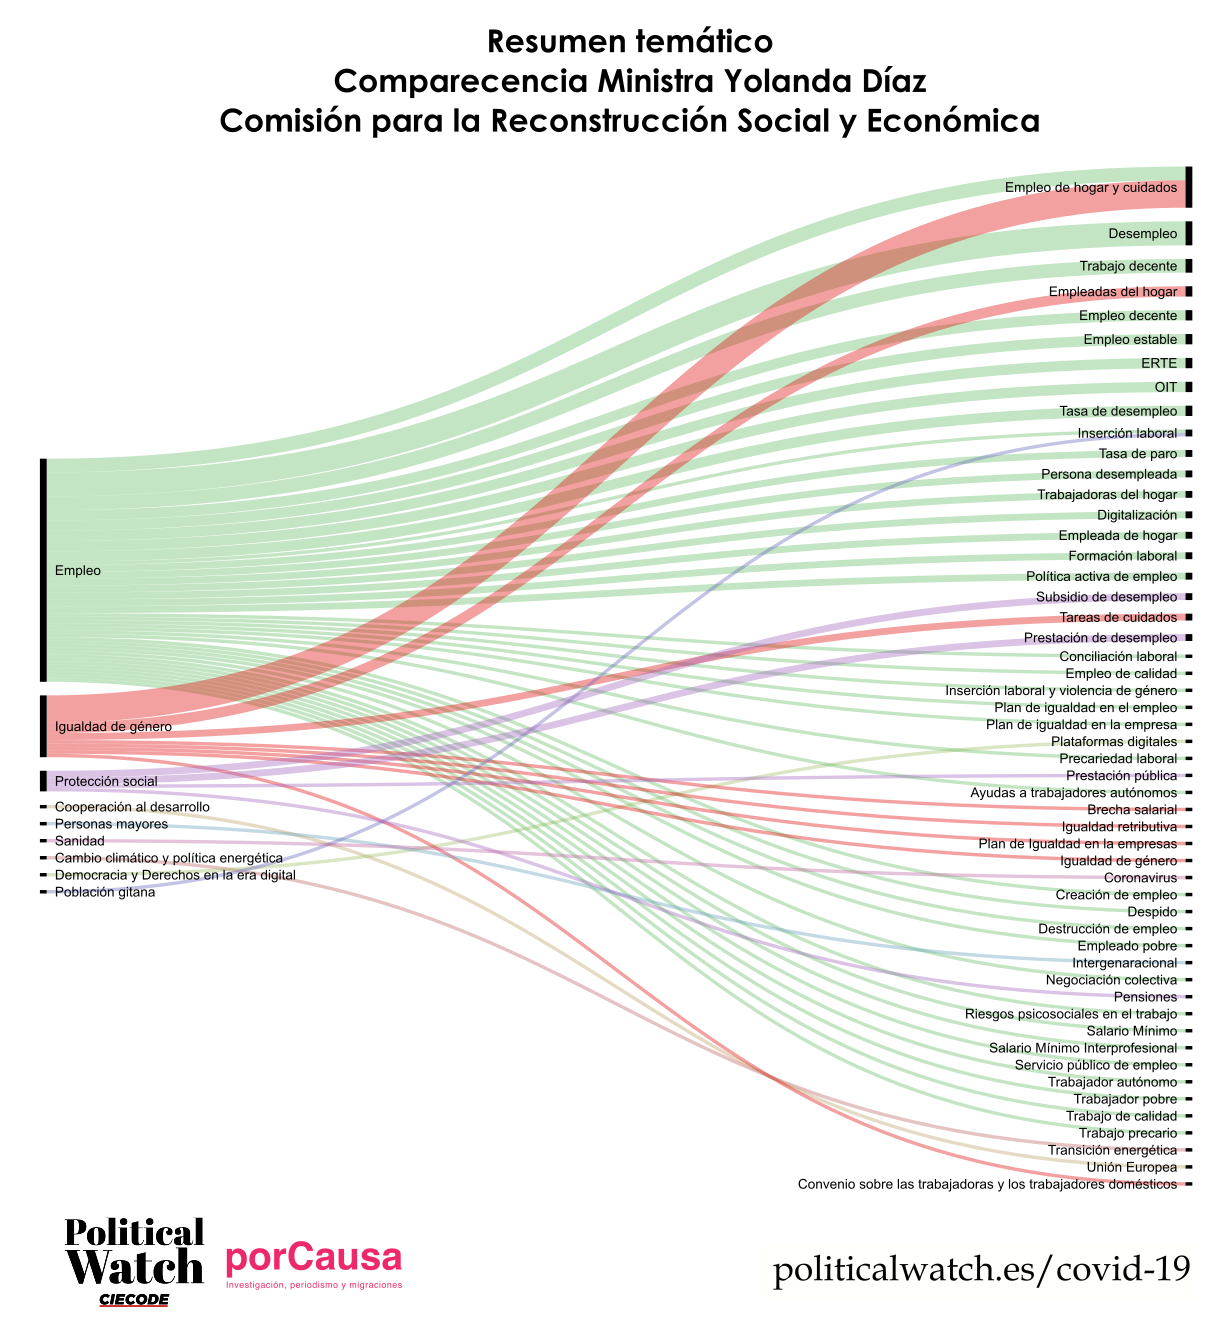 Resumen temático
Comparecencia Ministra Yolanda Díaz
Comisión para la Reconstrucción Social y Económica
Empleo
Igualdad de género
Protección social
Cooperación al desarrollo
Personas mayores
Sanidad
Cambio climático y política energética
Democracia y Derechos en la era digital
Población gitana
Empleo de hogar y cuidados
Desempleo
Trabajo decente
Empleadas del hogar
Empleo decente
Empleo estable
ERTE
OIT
Tasa de desempleo
Inserción laboral
Tasa de paro
Persona desempleada
Trabajadoras del hogar
Digitalización
Empleada de hogar
Formación laboral
Política activa de empleo
Subsidio de desempleo
Tareas de cuidados
Prestación de desempleo
Conciliación laboral
Empleo de calidad
Inserción laboral y violencia de género
Plan de igualdad en el empleo
Plan de igualdad en la empresa
Plataformas digitales
Precariedad laboral
Prestación pública
Ayudas a trabajadores autónomos
Brecha salarial
Igualdad retributiva
Plan de Igualdad en la empresas
Igualdad de género
Coronavirus
Creación de empleo
Despido
Destrucción de empleo
Empleado pobre
Intergenaracional
Negociación colectiva
Pensiones
Riesgos psicosociales en el trabajo
Salario Mínimo
Salario Mínimo Interprofesional
Servicio público de empleo
Trabajador autónomo
Trabajador pobre
Trabajo de calidad
Trabajo precario
Transición energética
Unión Europea
Convenio sobre las trabajadoras y los trabajadores domésticos
Political
Watch
CIECODE
porCausa
Investigación, periodismo y migraciones
politicalwatch.es/covid-19